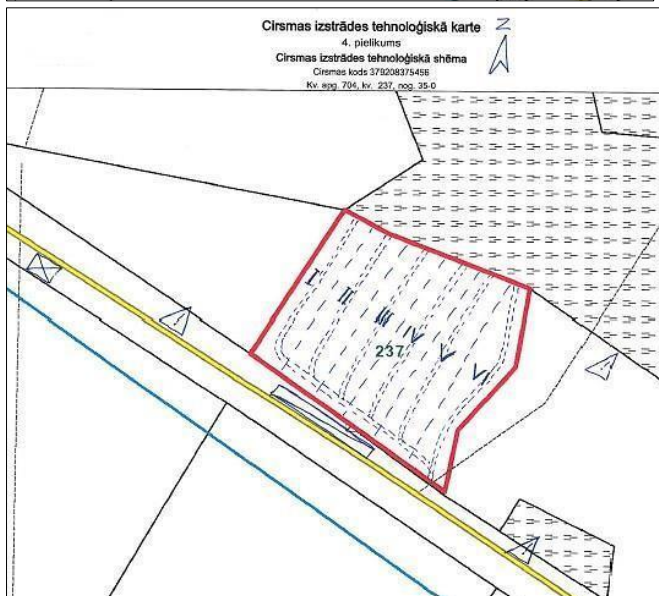 Cirsmas izstrādes tehnoloģiskā karte
Z
4. pielikums
Cirsmas izstrādes tehnoloģiskā shēma
Cirsmas kods 379208375456
Kv. apg. 704, kv. 237, nog. 35-0
I
II
III
IV
V
VI
237